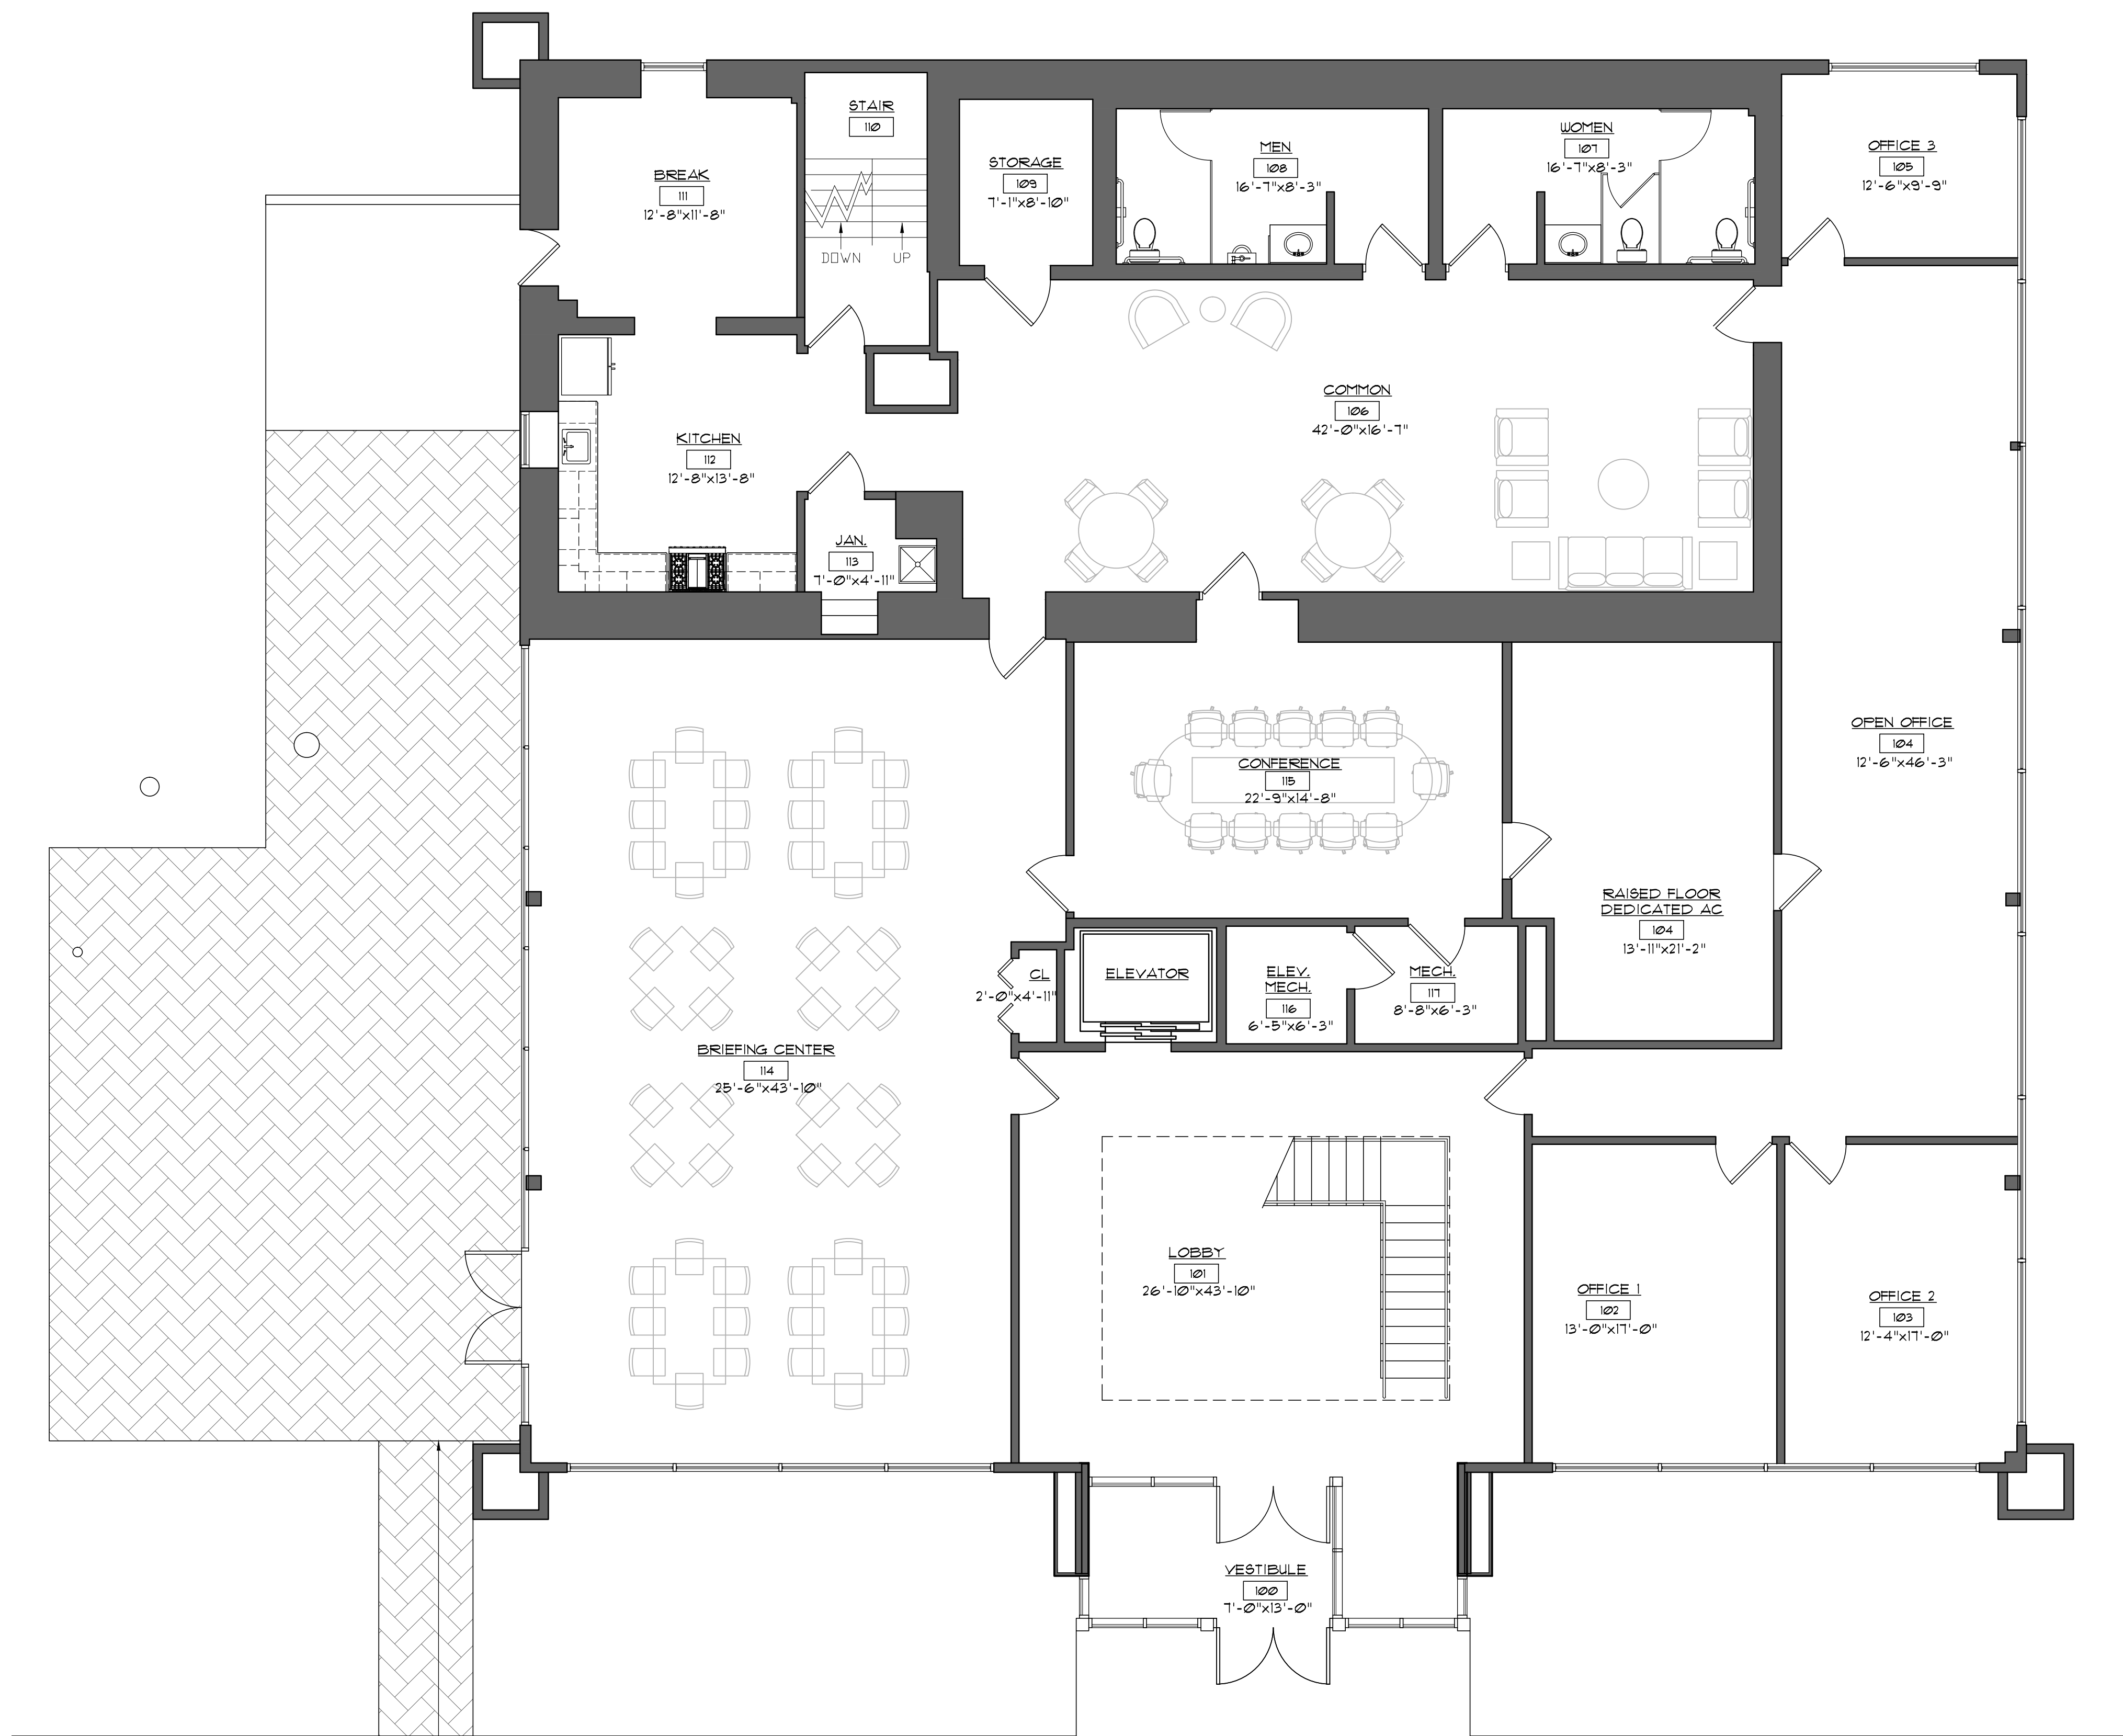 STAIR
110
BREAK
111
12'-8"x11'-8"
DOWN UP
STORAGE
109
7'-1"x8'-10"
MEN
108
16'-7"x8'-3"
WOMEN
107
16'-7"x8'-3"
OFFICE 3
105
12'-6"x9'-9"
COMMON
106
42'-0"x16'-7"
KITCHEN
112
12'-8"x13'-8"
JAN.
113
7'-0"x4'-11"
OPEN OFFICE
104
12'-6"x46'-3"
CONFERENCE
115
22'-9"x14'-8"
RAISED FLOOR
DEDICATED AC
104
13'-11"x21'-2"
CL
2'-0"x4'-11"
ELEVATOR
ELEV.
MECH.
116
6'-5"x6'-3"
MECH.
117
8'-8"x6'-3"
BRIEFING CENTER
114
25'-6"x43'-10"
LOBBY
101
26'-10"x43'-10"
OFFICE 1
102
13'-0"x17'-0"
OFFICE 2
103
12'-4"x17'-0"
VESTIBULE
100
7'-0"x13'-0"